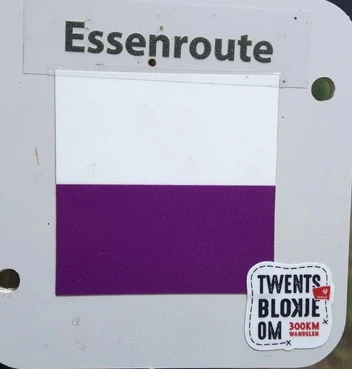 Essenroute
TWENTS
BLOKJE
OM 300KM
WANDELEN